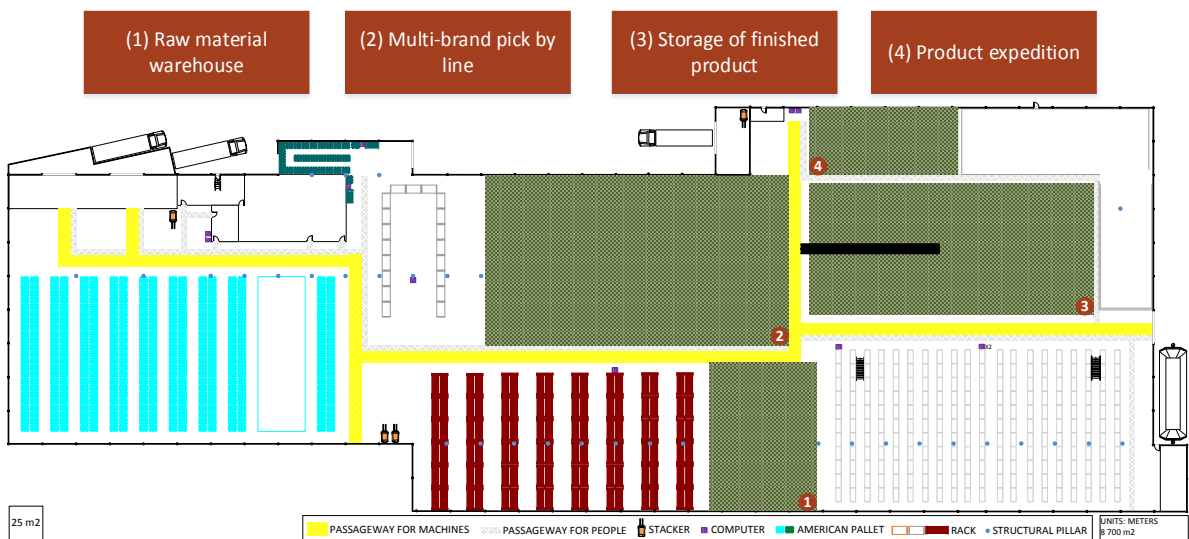 (1) Raw material
warehouse
(2) Multi-brand pick by
line
(3) Storage of finished
product
(4) Product expedition
4
3
2
X2
1
25 m2
PASSAGEWAY FOR MACHINES
PASSAGEWAY FOR PEOPLE
STACKER
COMPUTER
AMERICAN PALLET
RACK
STRUCTURAL PILLAR
UNITS: METERS
8 700 m2